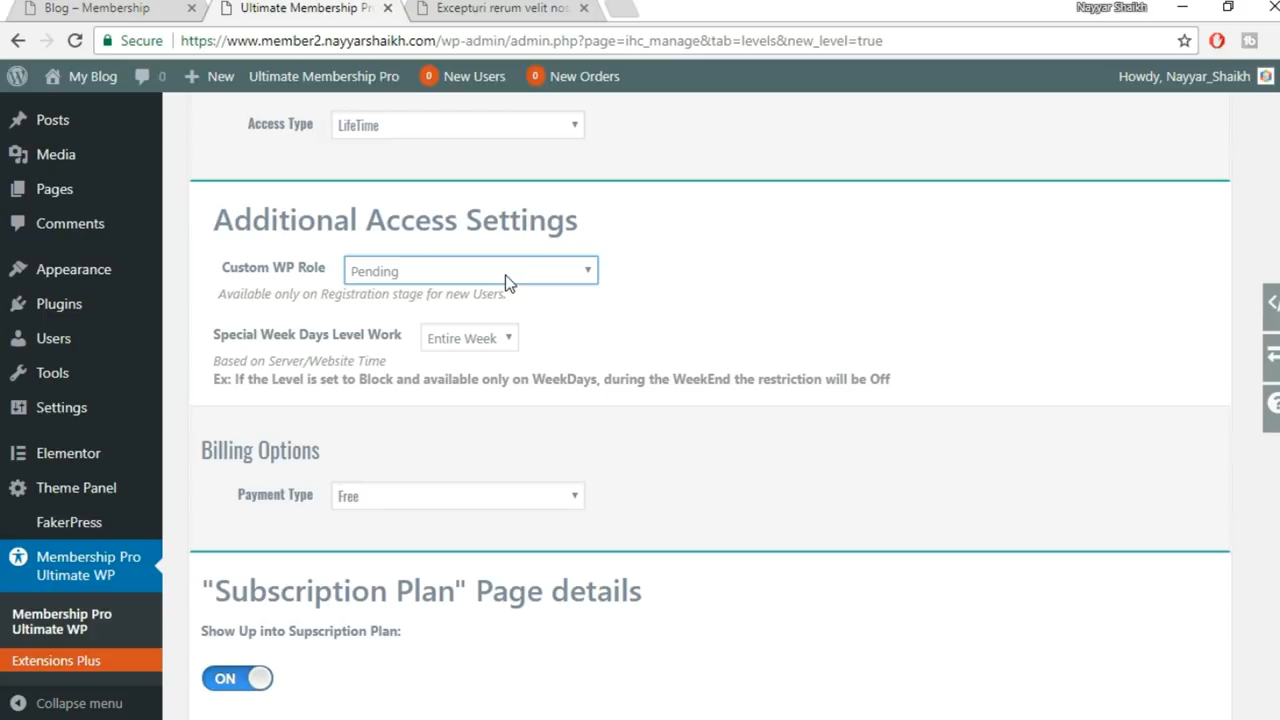 Blog – Membership
Ultimate Membership Pr
Excepturi rerum velit nos
Nayyar Shaikh
Secure
https://www.member2.nayyarshaikh.com/wp-admin/admin.php?page=ihc_manage&tab=levels&new_level=true
My Blog
0
New
Ultimate Membership Pro
0
New Users
0
New Orders
Howdy, Nayyar_Shaikh
Posts
Media
Pages
Comments
Appearance
Plugins
Users
Tools
Settings
Elementor
Theme Panel
FakerPress
Membership Pro
Ultimate WP
Membership Pro
Ultimate WP
Extensions Plus
Collapse menu
Access Type
LifeTime
Additional Access Settings
Custom WP Role
Pending
Available only on Registration stage for new Users.
Special Week Days Level Work
Entire Week
Based on Server/Website Time
Ex: If the Level is set to Block and available only on WeekDays, during the WeekEnd the restriction will be Off
Billing Options
Payment Type
Free
"Subscription Plan" Page details
Show Up into Supscription Plan:
ON